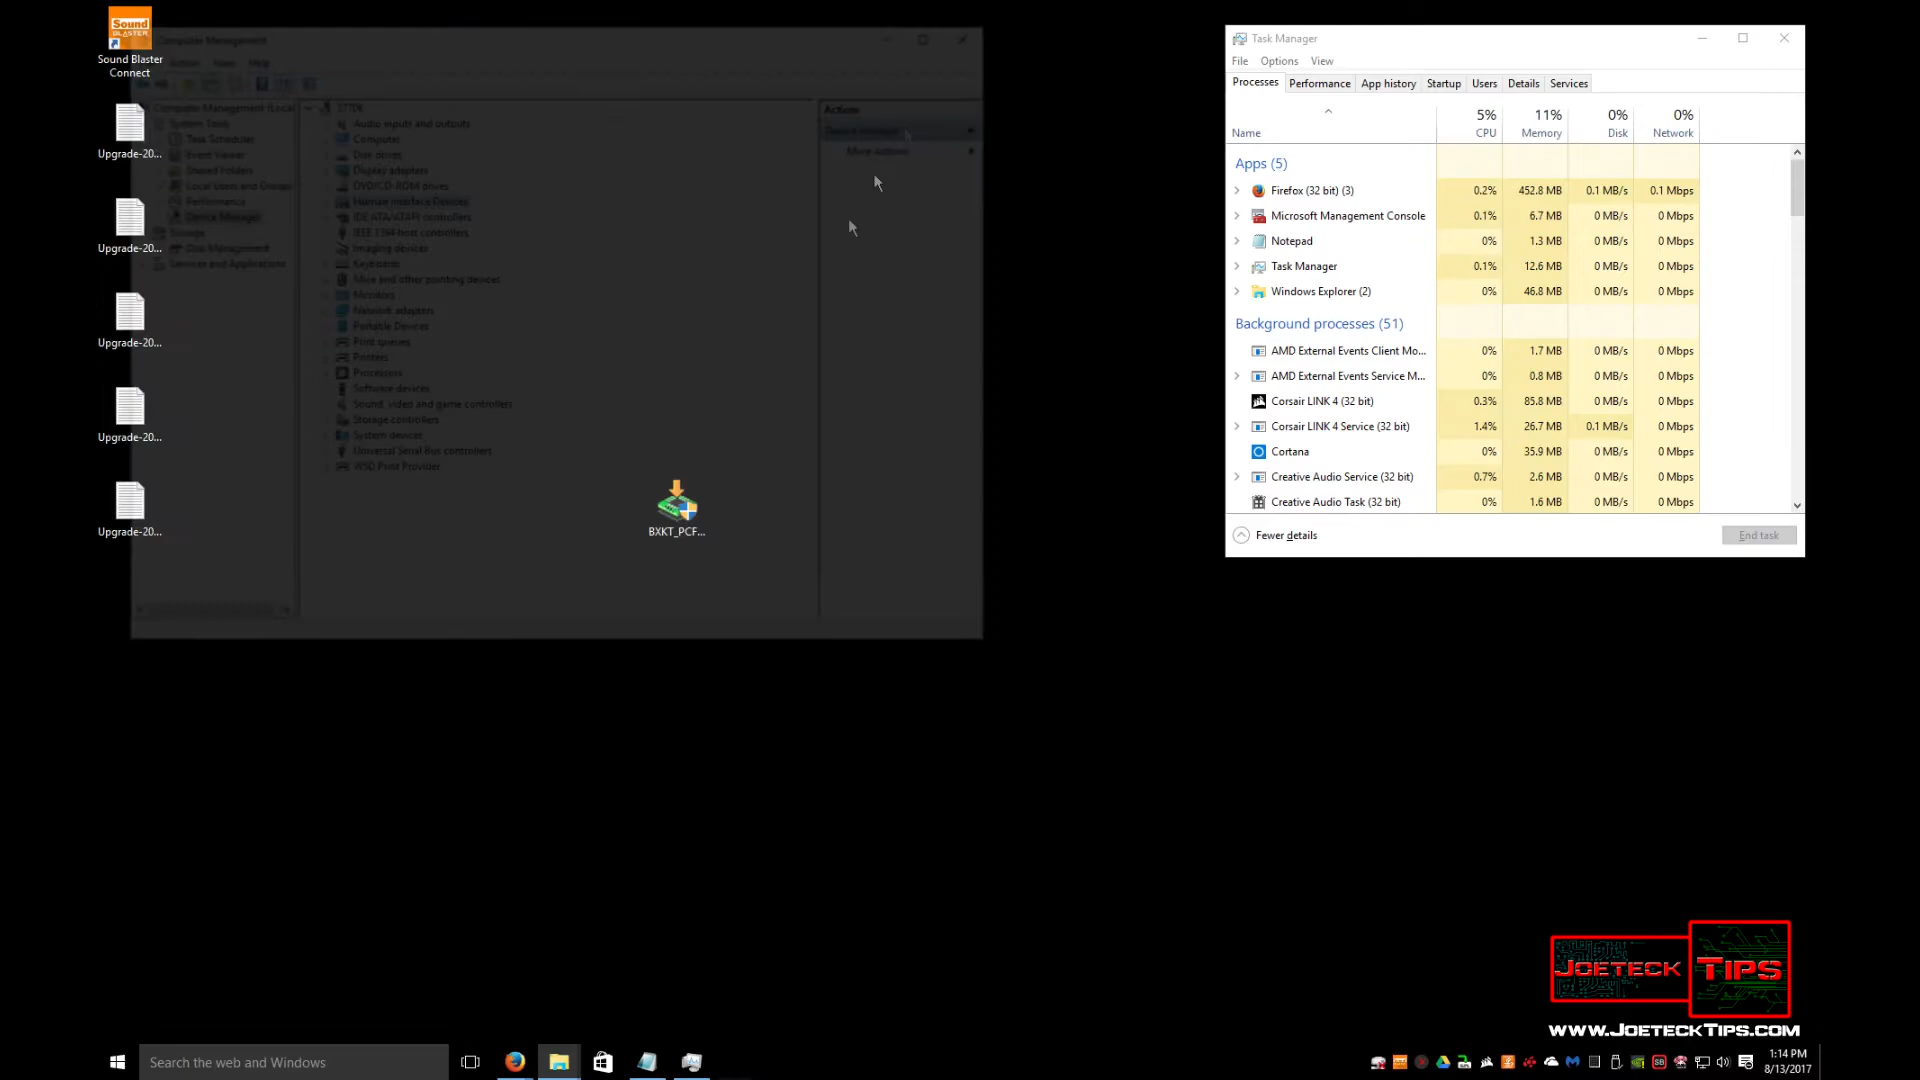 Sound Blaster
Connect
Upgrade-20...
Upgrade-20...
Upgrade-20...
Upgrade-20...
Upgrade-20...
Computer Management
Action View Help
Computer Management (Local
System Tools
Task Scheduler
Event Viewer
Shared Folders
Local Users and Groups
Performance
Device Manager
Storage
Disk Management
Services and Applications
3770K
Audio inputs and outputs
Computer
Disk drives
Display adapters
DVD/CD-ROM drives
Human Interface Devices
IDE ATA/ATAPI controllers
IEEE 1394 host controllers
Imaging devices
Keyboards
Mice and other pointing devices
Monitors
Network adapters
Portable Devices
Print queues
Printers
Processors
Software devices
Sound, video and game controllers
Storage controllers
System devices
Universal Serial Bus controllers
WSD Print Provider
Actions
Device Manager
More Actions
BXKT_PCF...
Task Manager
File Options View
Processes Performance App history Startup Users Details Services
5% 11% 0% 0%
Name CPU Memory Disk Network
Apps (5)
Firefox (32 bit) (3) 0.2% 452.8 MB 0.1 MB/s 0.1 Mbps
Microsoft Management Console 0.1% 6.7 MB 0 MB/s 0 Mbps
Notepad 0% 1.3 MB 0 MB/s 0 Mbps
Task Manager 0.1% 12.6 MB 0 MB/s 0 Mbps
Windows Explorer (2) 0% 46.8 MB 0 MB/s 0 Mbps
Background processes (51)
AMD External Events Client Mo... 0% 1.7 MB 0 MB/s 0 Mbps
AMD External Events Service M... 0% 0.8 MB 0 MB/s 0 Mbps
Corsair LINK 4 (32 bit) 0.3% 85.8 MB 0 MB/s 0 Mbps
Corsair LINK 4 Service (32 bit) 1.4% 26.7 MB 0.1 MB/s 0 Mbps
Cortana 0% 35.9 MB 0 MB/s 0 Mbps
Creative Audio Service (32 bit) 0.7% 2.6 MB 0 MB/s 0 Mbps
Creative Audio Task (32 bit) 0% 1.6 MB 0 MB/s 0 Mbps
Fewer details End task
JOETECK TIPS
WWW.JOETECKTIPS.COM
Search the web and Windows
1:14 PM
8/13/2017